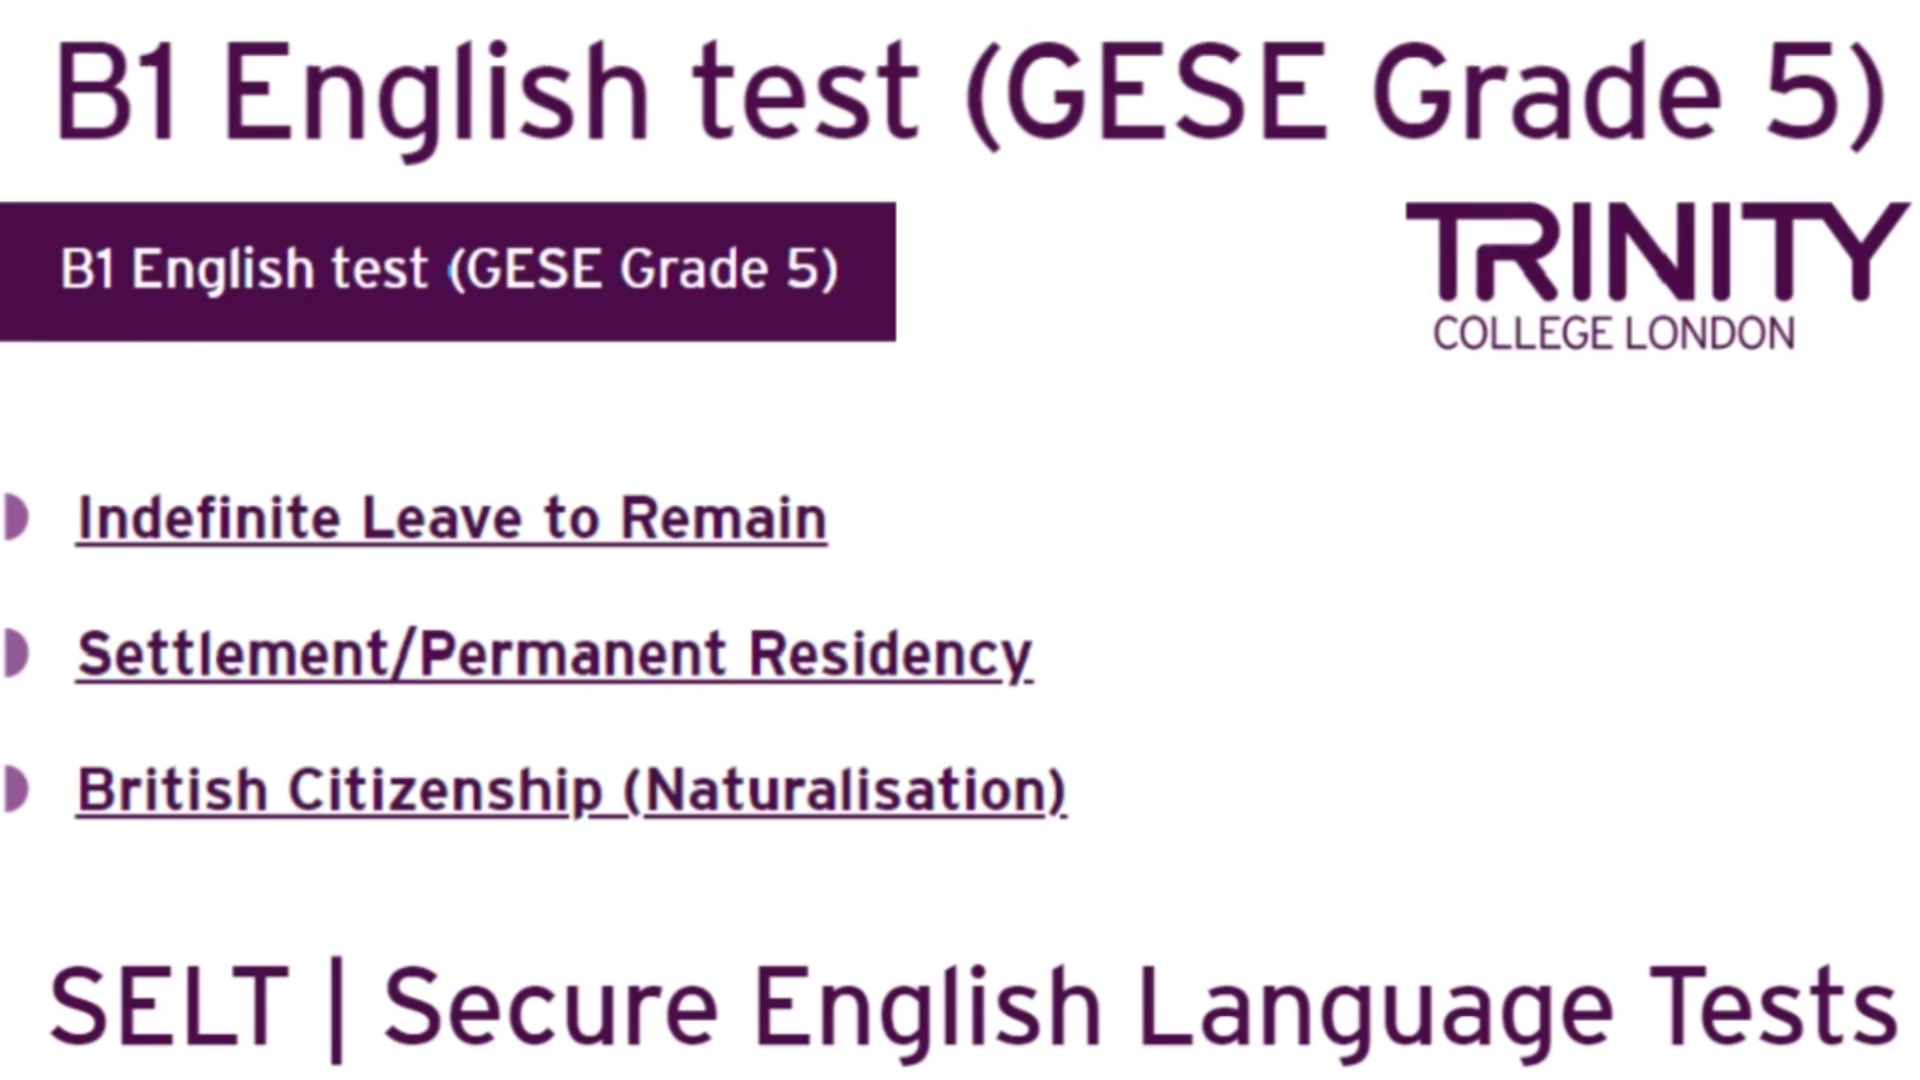 B1 English test (GESE Grade 5)
B1 English test (GESE Grade 5)
TRINITY
COLLEGE LONDON
Indefinite Leave to Remain
Settlement/Permanent Residency
British Citizenship (Naturalisation)
SELT | Secure English Language Tests